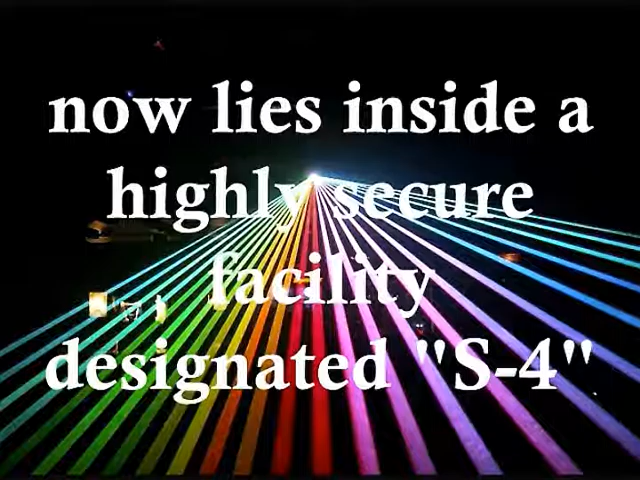 now lies inside a
highly secure
facility
designated "S-4"